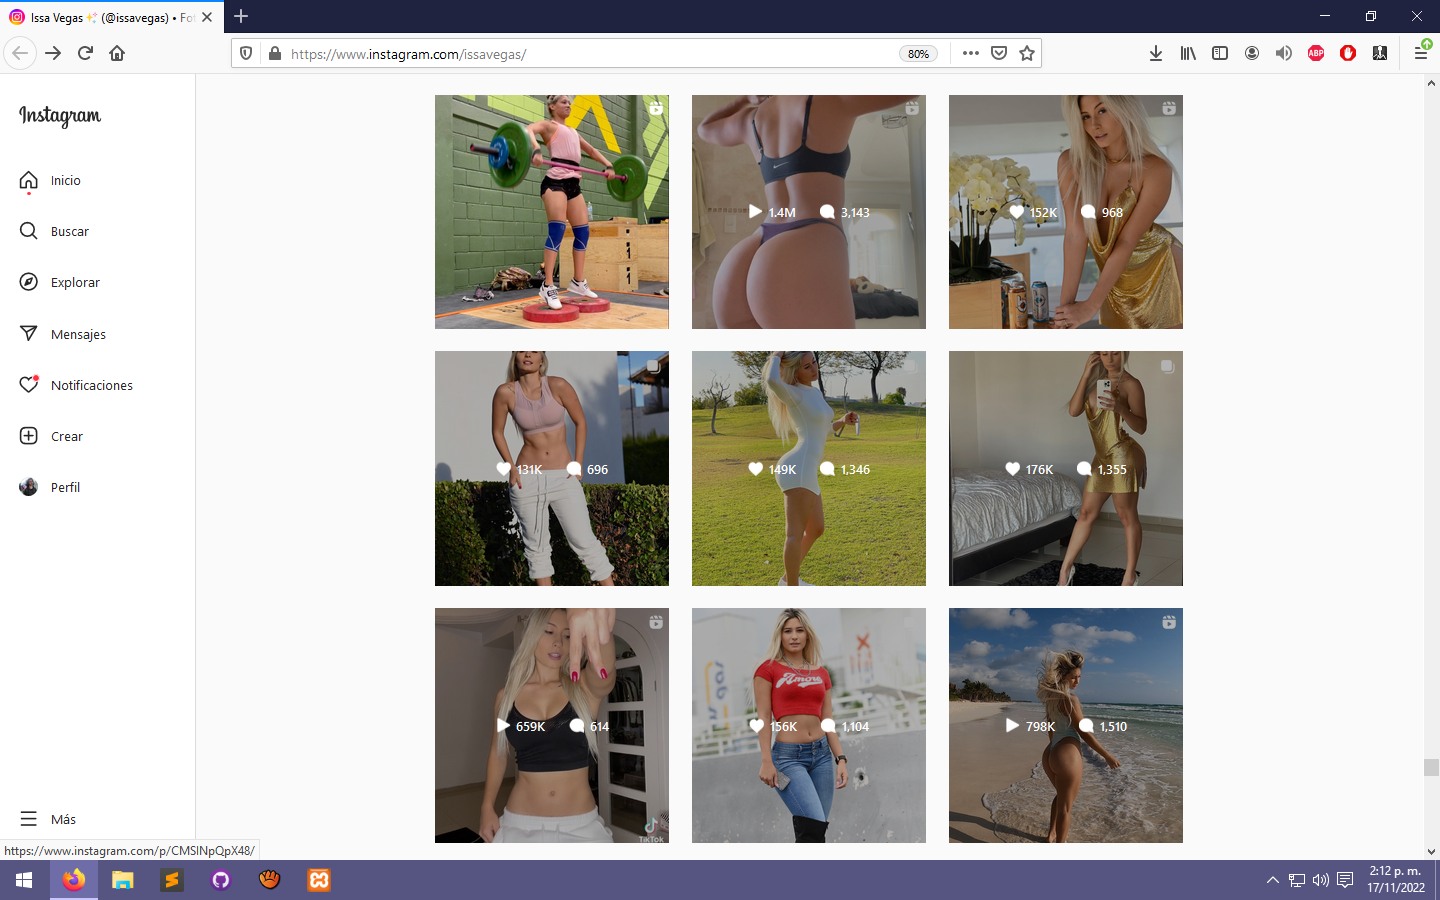 Issa Vegas ✨ (@issavegas) • Fot
https://www.instagram.com/issavegas/
80%
ABP
Instagram
Inicio
Buscar
Explorar
Mensajes
Notificaciones
Crear
Perfil
Más
1.4M 3,143
152K 968
131K 696
149K 1,346
176K 1,355
659K 614
156K 1,104
798K 1,510
Amore
TikTok
https://www.instagram.com/p/CMSINpQpX48/
2:12 p. m.
17/11/2022